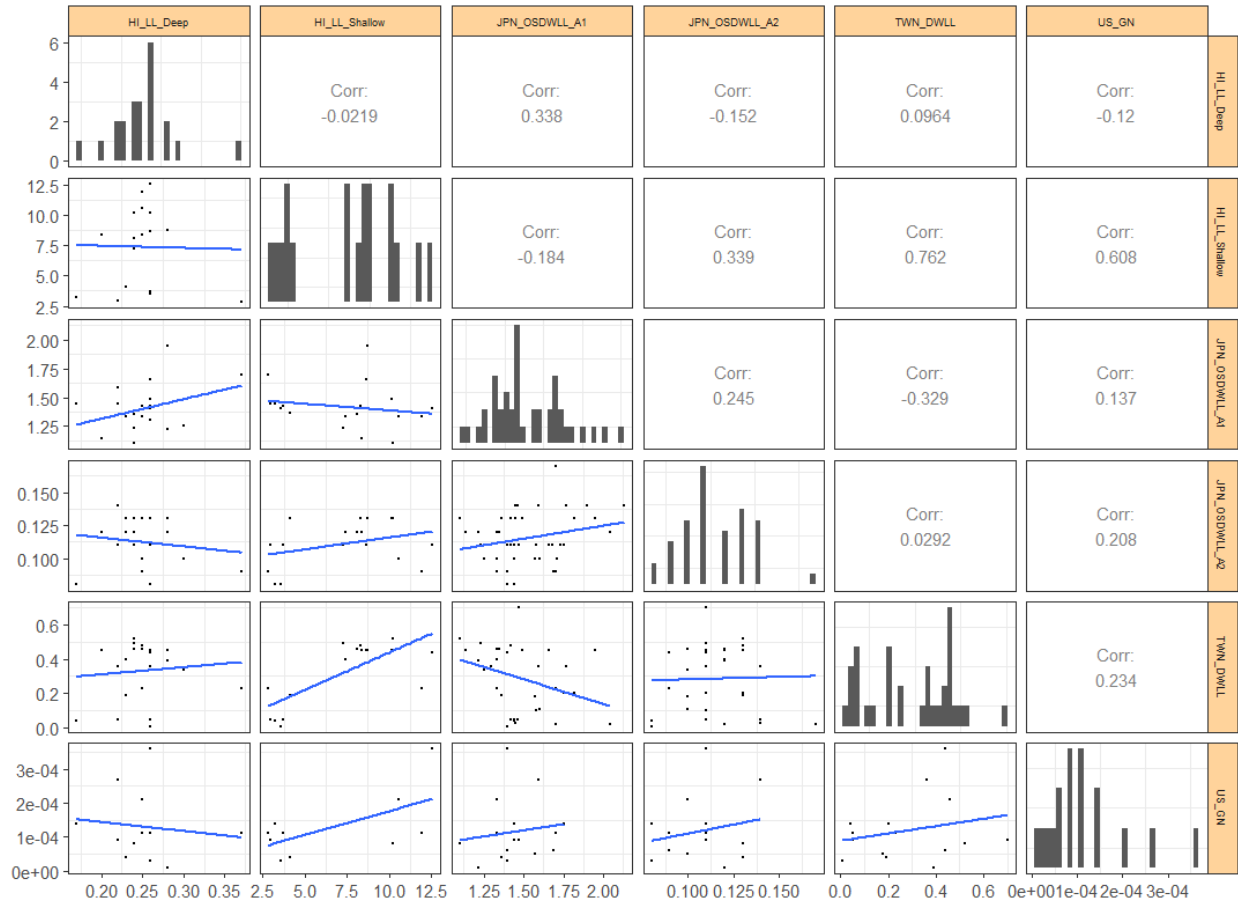 HI_LL_Deep HI_LL_Shallow JPN_OSDWLL_A1 JPN_OSDWLL_A2 TWN_DWLL US_GN
6
4
2
0
Corr:
-0.0219
Corr:
0.338
Corr:
-0.152
Corr:
0.0964
Corr:
-0.12
HI_LL_Deep
12.5
10.0
7.5
5.0
2.5
Corr:
-0.184
Corr:
0.339
Corr:
0.762
Corr:
0.608
HI_LL_Shallow
2.00
1.75
1.50
1.25
Corr:
0.245
Corr:
-0.329
Corr:
0.137
JPN_OSDWLL_A1
0.150
0.125
0.100
Corr:
0.0292
Corr:
0.208
JPN_OSDWLL_A2
0.6
0.4
0.2
0.0
Corr:
0.234
TWN_DWLL
3e-04
2e-04
1e-04
0e+00
US_GN
0.20 0.25 0.30 0.35 2.5 5.0 7.5 10.0 12.5 1.25 1.50 1.75 2.00 0.100 0.125 0.150 0.0 0.2 0.4 0.6 0e+00 1e-04 2e-04 3e-04